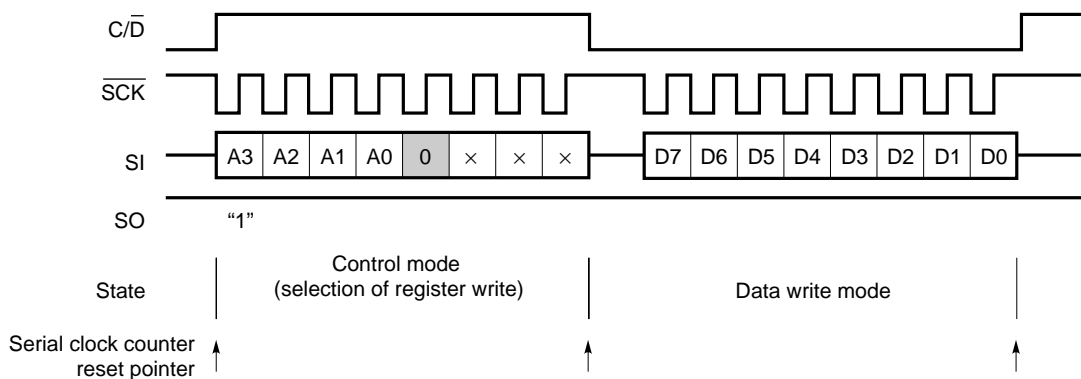 C/D̅
S̅C̅K̅
SI A3 A2 A1 A0 0 × × × D7 D6 D5 D4 D3 D2 D1 D0
SO “1”
State Control mode
(selection of register write) Data write mode
Serial clock counter
reset pointer